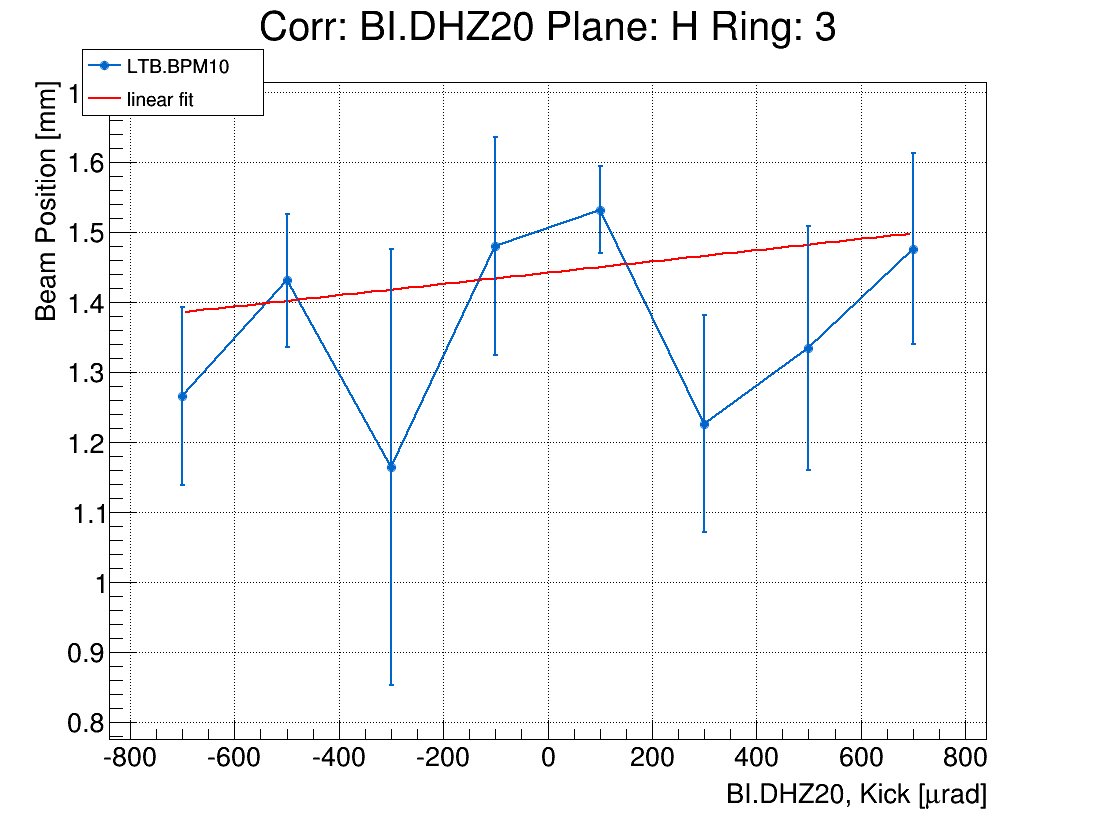 Corr: BI.DHZ20 Plane: H Ring: 3
LTB.BPM10
linear fit
Beam Position [mm]
1.6
1.5
1.4
1.3
1.2
1.1
1
0.9
0.8
-800 -600 -400 -200 0 200 400 600 800
BI.DHZ20, Kick [μrad]